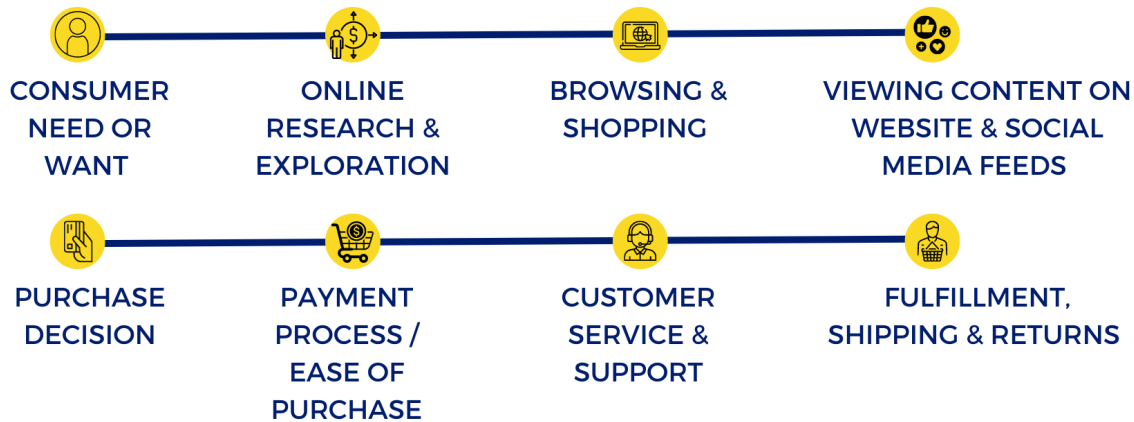 CONSUMER
NEED OR
WANT
ONLINE
RESEARCH &
EXPLORATION
BROWSING &
SHOPPING
VIEWING CONTENT ON
WEBSITE & SOCIAL
MEDIA FEEDS
PURCHASE
DECISION
PAYMENT
PROCESS /
EASE OF
PURCHASE
CUSTOMER
SERVICE &
SUPPORT
FULFILLMENT,
SHIPPING & RETURNS